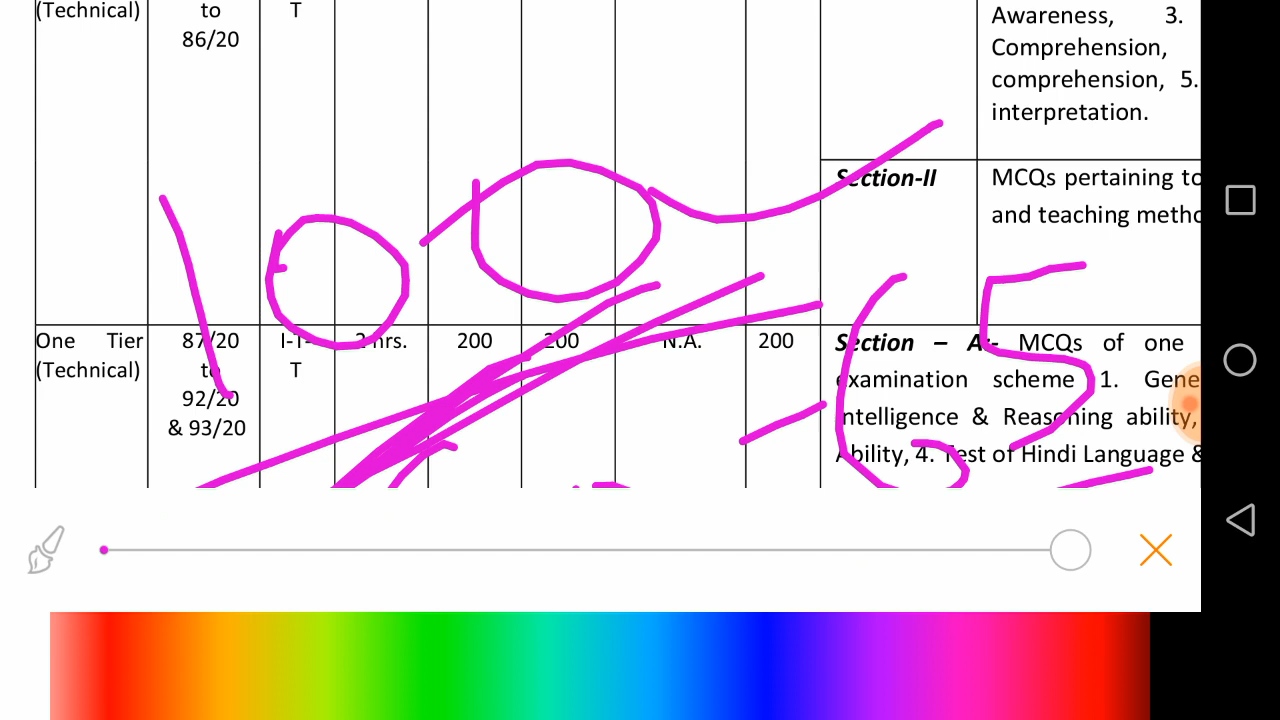 (Technical) to T Awareness, 3.
86/20 Comprehension,
comprehension, 5.
interpretation.
Section-II MCQs pertaining to
and teaching metho
100 65
One Tier 87/20 I-T- 2 hrs. 200 200 N.A. 200 Section – A:- MCQs of one
(Technical) to T examination scheme 1. Gene
92/20 Intelligence & Reasoning ability,
& 93/20 Ability, 4. Test of Hindi Language &